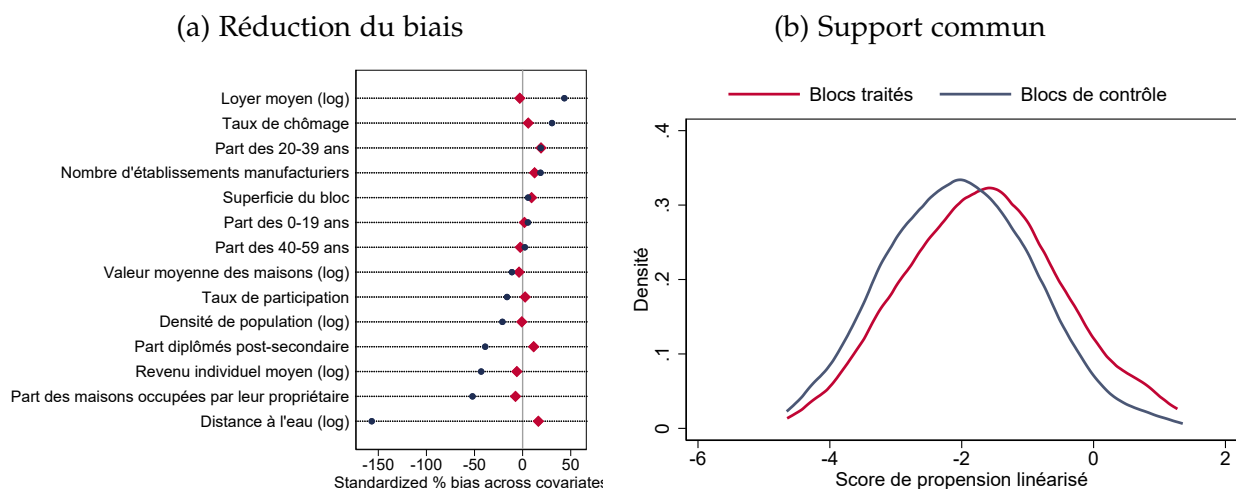 (a) Réduction du biais
Loyer moyen (log)
Taux de chômage
Part des 20-39 ans
Nombre d'établissements manufacturiers
Superficie du bloc
Part des 0-19 ans
Part des 40-59 ans
Valeur moyenne des maisons (log)
Taux de participation
Densité de population (log)
Part diplômés post-secondaire
Revenu individuel moyen (log)
Part des maisons occupées par leur propriétaire
Distance à l'eau (log)
-150 -100 -50 0 50
Standardized % bias across covariates
(b) Support commun
Blocs traités Blocs de contrôle
Densité
.4
.3
.2
.1
0
-6 -4 -2 0 2
Score de propension linéarisé